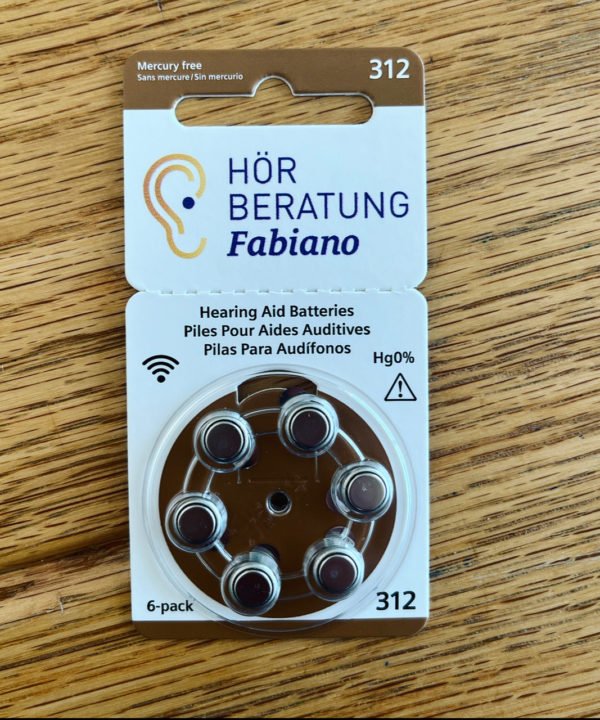 Mercury free
Sans mercure/Sin mercurio
312
HÖR
BERATUNG
Fabiano
Hearing Aid Batteries
Piles Pour Aides Auditives
Pilas Para Audífonos
Hg0%
6-pack
312